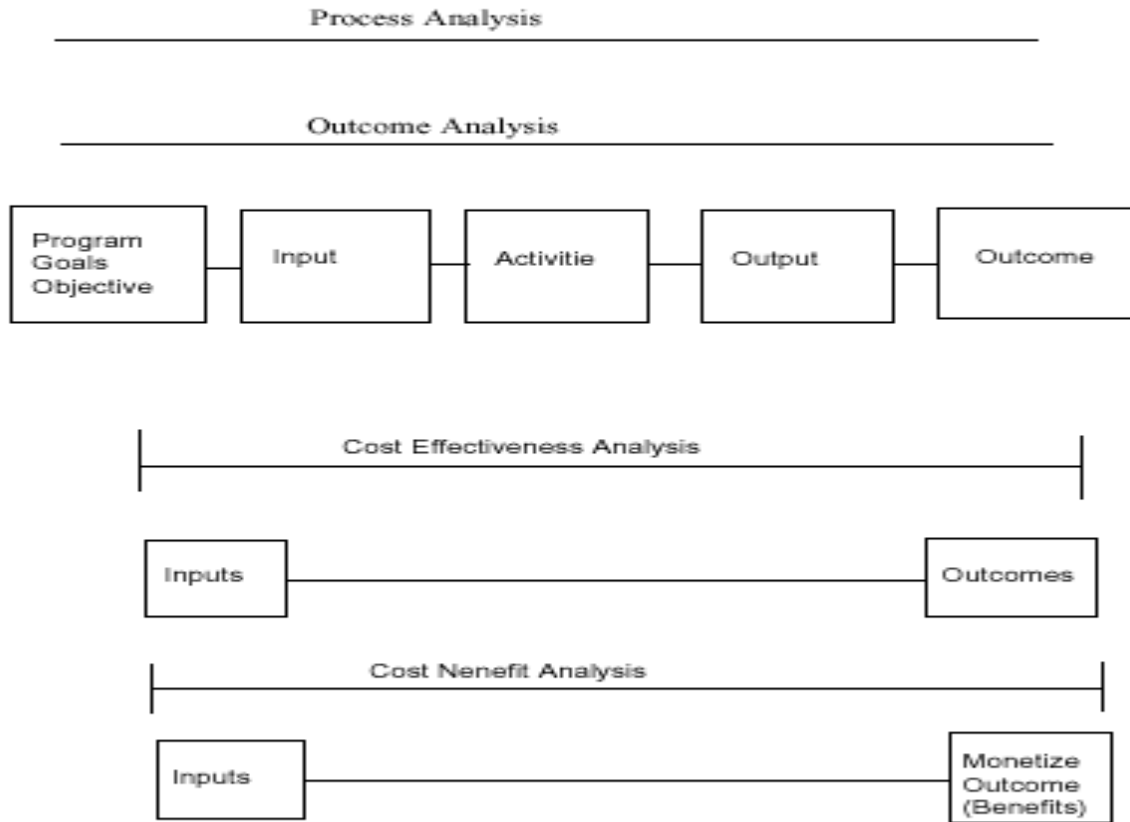 Process Analysis
Outcome Analysis
Program
Goals
Objective
Input
Activitie
Output
Outcome
Cost Effectiveness Analysis
Inputs
Outcomes
Cost Nenefit Analysis
Inputs
Monetize
Outcome
(Benefits)